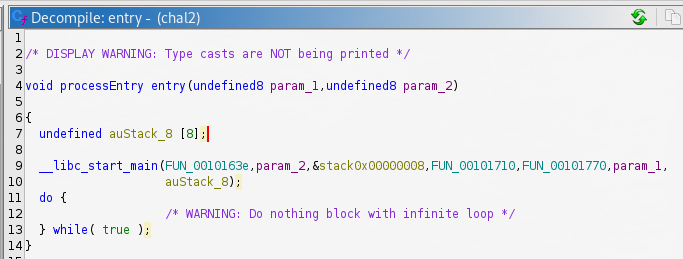 Decompile: entry - (chal2)
1
2 /* DISPLAY WARNING: Type casts are NOT being printed */
3
4 void processEntry entry(undefined8 param_1,undefined8 param_2)
5
6 {
7 undefined auStack_8 [8];
8
9 __libc_start_main(FUN_0010163e,param_2,&stack0x00000008,FUN_00101710,FUN_00101770,param_1,
10 auStack_8);
11 do {
12 /* WARNING: Do nothing block with infinite loop */
13 } while( true );
14 }